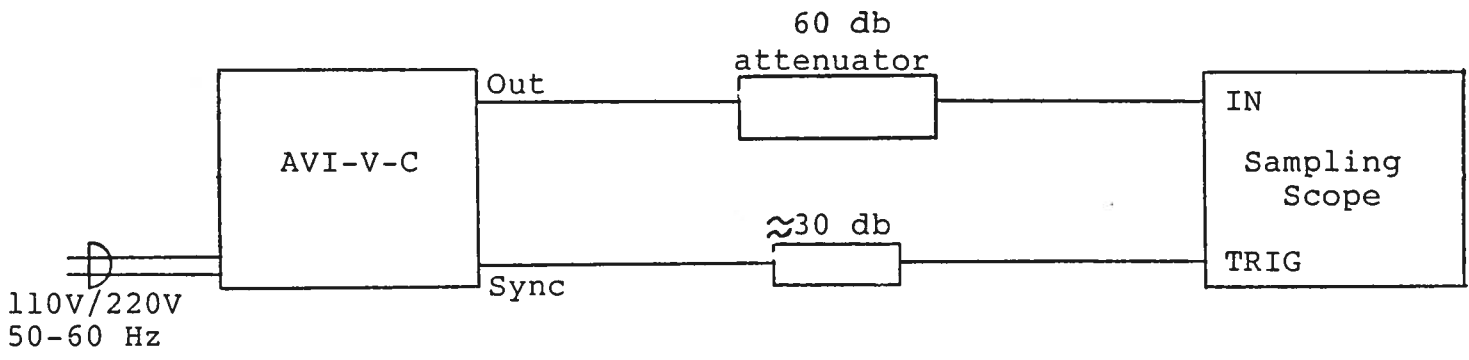 60 db
attenuator
Out
IN
AVI-V-C
Sampling
Scope
≈30 db
Sync
TRIG
110V/220V
50-60 Hz